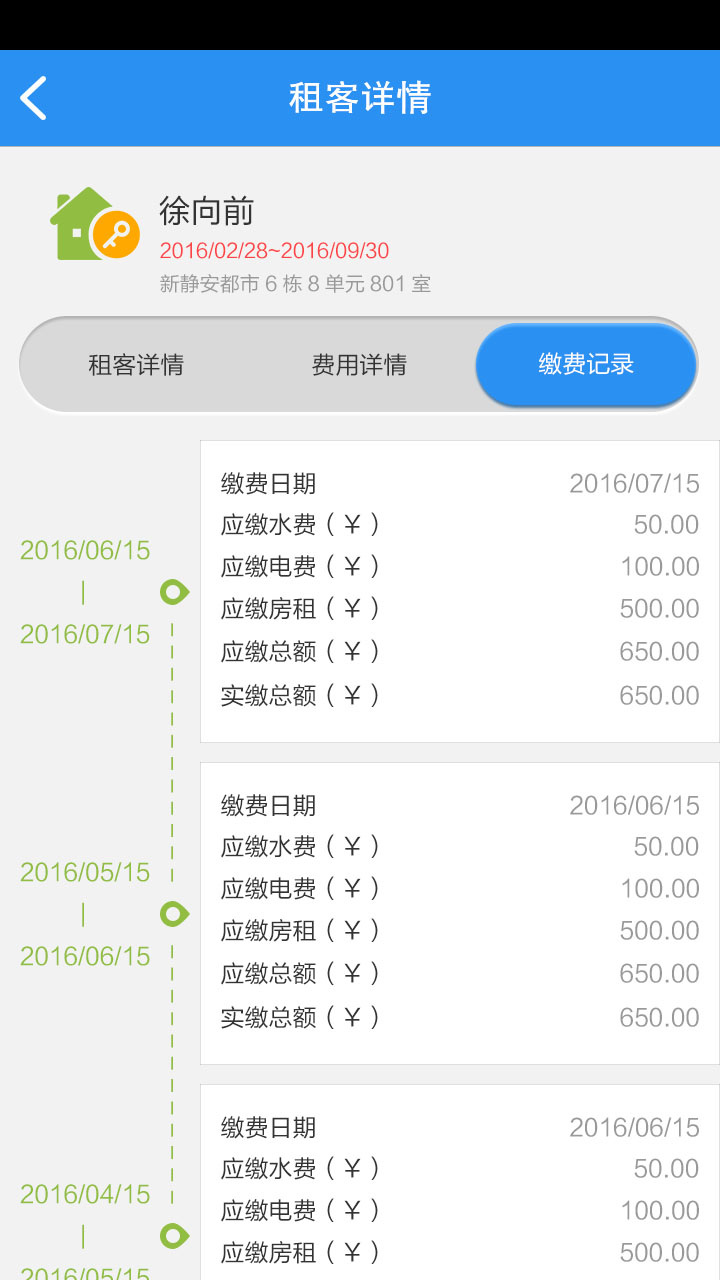 租客详情
徐向前
2016/02/28~2016/09/30
新静安都市 6 栋 8 单元 801 室
租客详情 费用详情 缴费记录
2016/06/15
|
2016/07/15
缴费日期 2016/07/15
应缴水费（￥） 50.00
应缴电费（￥） 100.00
应缴房租（￥） 500.00
应缴总额（￥） 650.00
实缴总额（￥） 650.00
2016/05/15
|
2016/06/15
缴费日期 2016/06/15
应缴水费（￥） 50.00
应缴电费（￥） 100.00
应缴房租（￥） 500.00
应缴总额（￥） 650.00
实缴总额（￥） 650.00
2016/04/15
|
2016/05/15
缴费日期 2016/06/15
应缴水费（￥） 50.00
应缴电费（￥） 100.00
应缴房租（￥） 500.00